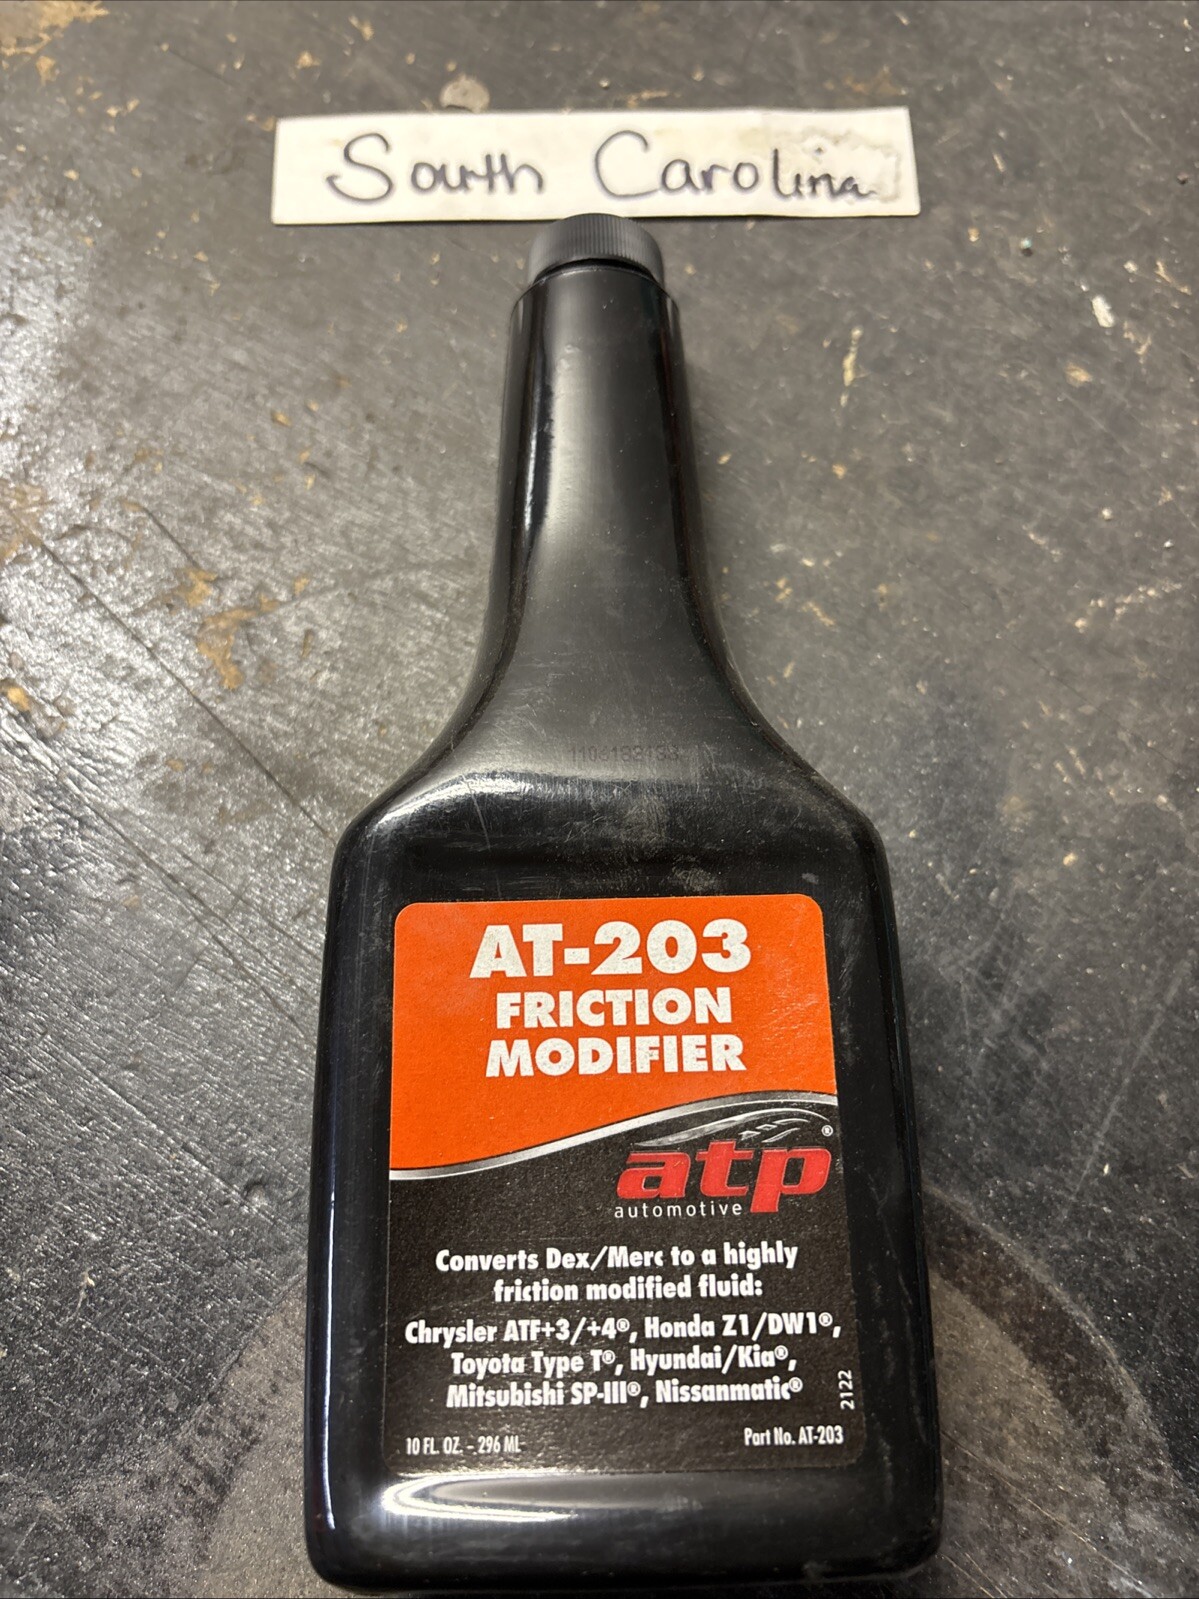 South Carolina
AT-203
FRICTION
MODIFIER
atp®
automotive
Converts Dex/Merc to a highly
friction modified fluid:
Chrysler ATF+3/+4®, Honda Z1/DW1®,
Toyota Type T®, Hyundai/Kia®,
Mitsubishi SP-III®, Nissanmatic®
2122
10 FL. OZ. - 296 ML
Part No. AT-203